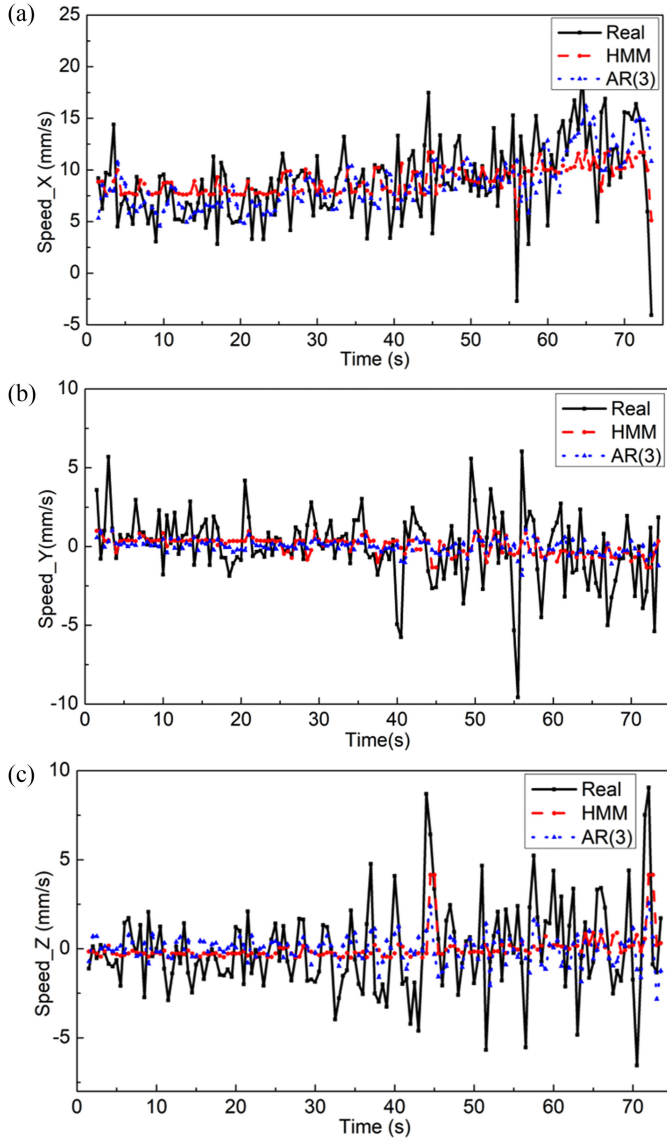 (a)
25
20
15
10
5
0
-5
Speed_X (mm/s)
Real
HMM
AR(3)
0 10 20 30 40 50 60 70
Time (s)
(b)
10
5
0
-5
-10
Speed_Y (mm/s)
Real
HMM
AR(3)
0 10 20 30 40 50 60 70
Time(s)
(c)
10
5
0
-5
Speed_Z (mm/s)
Real
HMM
AR(3)
0 10 20 30 40 50 60 70
Time (s)